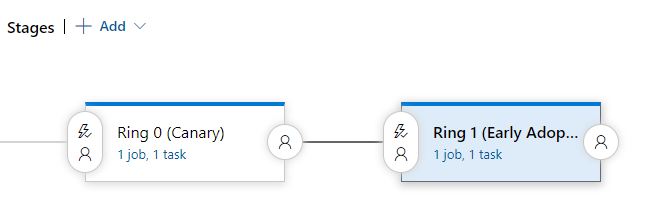 Stages | + Add
Ring 0 (Canary)
1 job, 1 task
Ring 1 (Early Adop...
1 job, 1 task